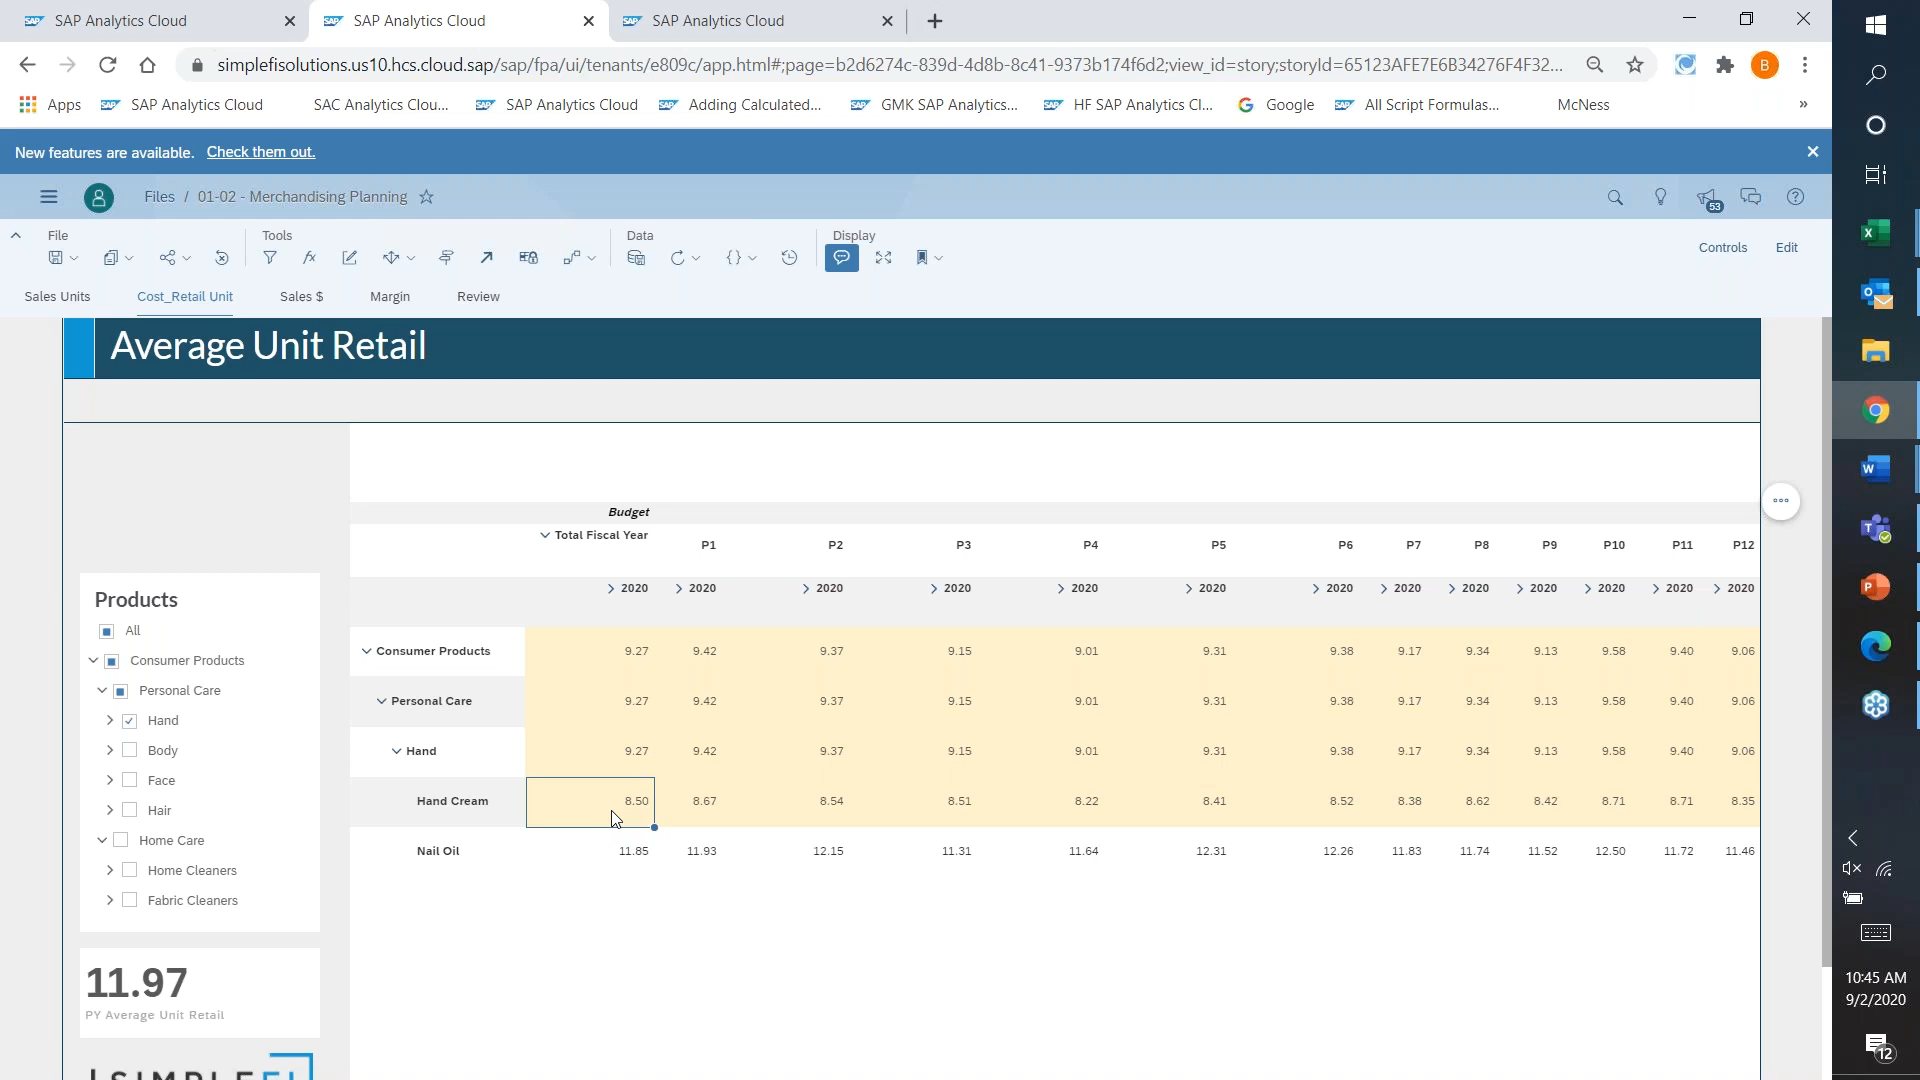 SAP Analytics Cloud
SAP Analytics Cloud
SAP Analytics Cloud
simplefisolutions.us10.hcs.cloud.sap/sap/fpa/ui/tenants/e809c/app.html#;page=b2d6274c-839d-4d8b-8c41-9373b174f6d2;view_id=story;storyId=65123AFE7E6B34276F4F32...
B
Apps SAP Analytics Cloud SAC Analytics Clou... SAP Analytics Cloud Adding Calculated... GMK SAP Analytics... HF SAP Analytics Cl... Google All Script Formulas... McNess »
New features are available. Check them out.
Files / 01-02 - Merchandising Planning
53
File Tools Data Display
Controls Edit
Sales Units Cost_Retail Unit Sales $ Margin Review
Average Unit Retail
Budget
Total Fiscal Year P1 P2 P3 P4 P5 P6 P7 P8 P9 P10 P11 P12
2020 2020 2020 2020 2020 2020 2020 2020 2020 2020 2020 2020 2020
Consumer Products 9.27 9.42 9.37 9.15 9.01 9.31 9.38 9.17 9.34 9.13 9.58 9.40 9.06
Personal Care 9.27 9.42 9.37 9.15 9.01 9.31 9.38 9.17 9.34 9.13 9.58 9.40 9.06
Hand 9.27 9.42 9.37 9.15 9.01 9.31 9.38 9.17 9.34 9.13 9.58 9.40 9.06
Hand Cream 8.50 8.67 8.54 8.51 8.22 8.41 8.52 8.38 8.62 8.42 8.71 8.71 8.35
Nail Oil 11.85 11.93 12.15 11.31 11.64 12.31 12.26 11.83 11.74 11.52 12.50 11.72 11.46
Products
All
Consumer Products
Personal Care
Hand
Body
Face
Hair
Home Care
Home Cleaners
Fabric Cleaners
11.97
PY Average Unit Retail
SIMPLEFI
10:45 AM
9/2/2020
12